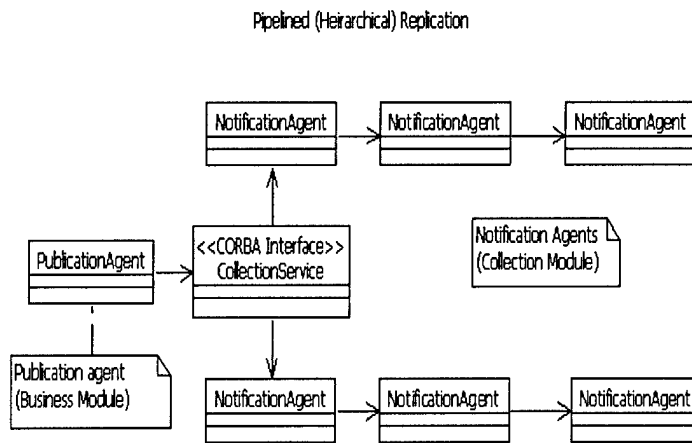 Pipelined (Heirarchical) Replication
NotificationAgent
NotificationAgent
NotificationAgent
<<CORBA Interface>>
CollectionService
PublicationAgent
Notification Agents
(Collection Module)
Publication agent
(Business Module)
NotificationAgent
NotificationAgent
NotificationAgent